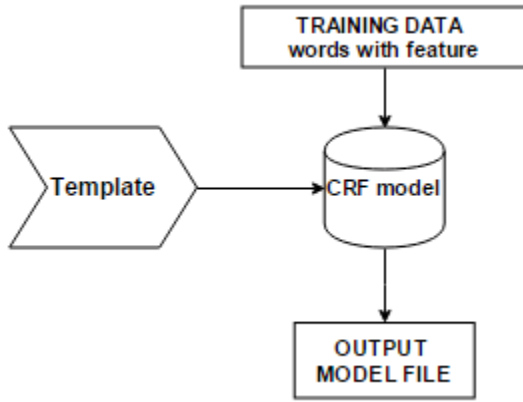 TRAINING DATA
words with feature
Template
CRF model
OUTPUT
MODEL FILE